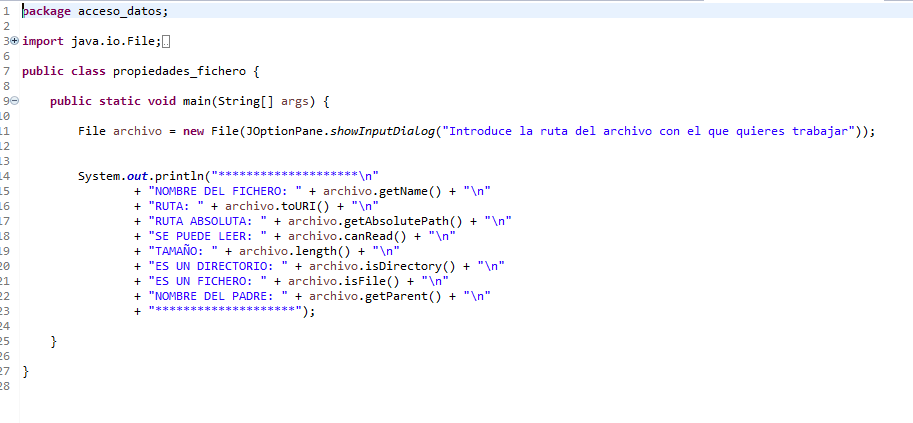 1 package acceso_datos;
2
3 import java.io.File;
6
7 public class propiedades_fichero {
8
9 public static void main(String[] args) {
10
11 File archivo = new File(JOptionPane.showInputDialog("Introduce la ruta del archivo con el que quieres trabajar"));
12
13
14 System.out.println("********************\n"
15 + "NOMBRE DEL FICHERO: " + archivo.getName() + "\n"
16 + "RUTA: " + archivo.toURI() + "\n"
17 + "RUTA ABSOLUTA: " + archivo.getAbsolutePath() + "\n"
18 + "SE PUEDE LEER: " + archivo.canRead() + "\n"
19 + "TAMAÑO: " + archivo.length() + "\n"
20 + "ES UN DIRECTORIO: " + archivo.isDirectory() + "\n"
21 + "ES UN FICHERO: " + archivo.isFile() + "\n"
22 + "NOMBRE DEL PADRE: " + archivo.getParent() + "\n"
23 + "********************");
24
25 }
26
27 }
28